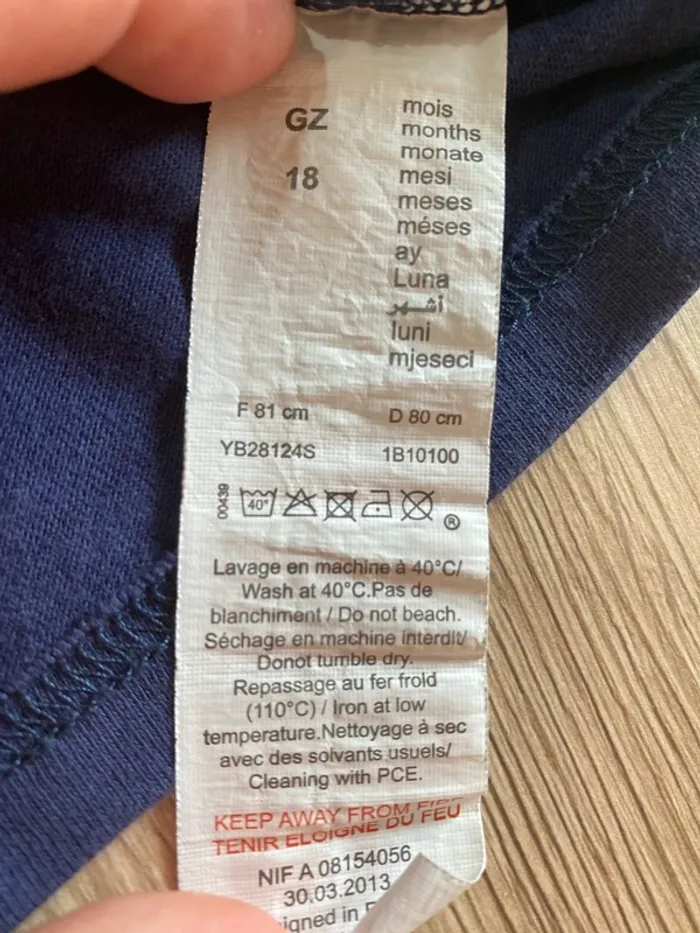 GZ
18
mois
months
monate
mesi
meses
méses
ay
Luna
أشهر
luni
mjeseci
F 81 cm
D 80 cm
YB28124S
1B10100
00439
40°
®
Lavage en machine à 40°C/
Wash at 40°C.Pas de
blanchiment / Do not beach.
Séchage en machine interdit/
Donot tumble dry.
Repassage au fer froid
(110°C) / Iron at low
temperature.Nettoyage à sec
avec des solvants usuels/
Cleaning with PCE.
KEEP AWAY FROM FIRE
TENIR ELOIGNE DU FEU
NIF A 08154056
30.03.2013
igned in